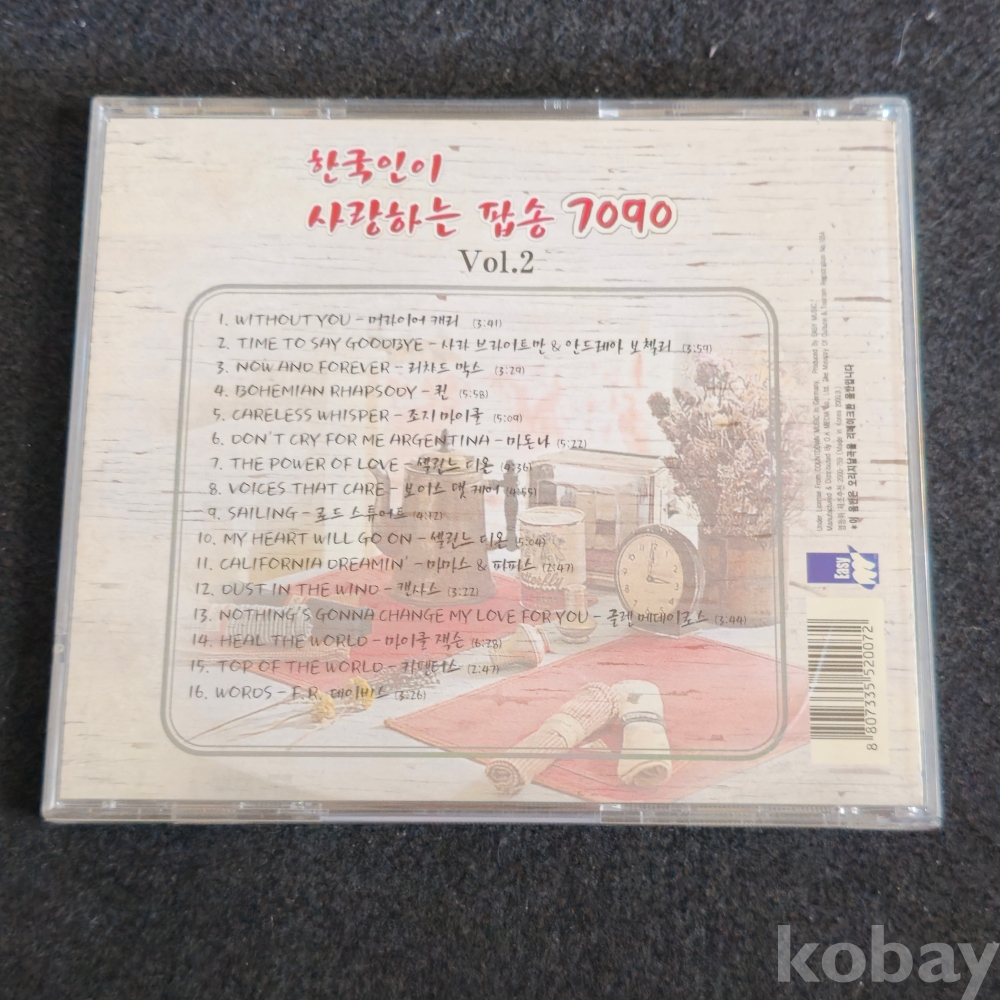 한국인이
사랑하는 팝송 7090
Vol.2
1. WITHOUT YOU - 머라이어 캐리 (3:41)
2. TIME TO SAY GOODBYE - 사라 브라이트만 & 안드레아 보첼리 (3:59)
3. NOW AND FOREVER - 리차드 막스 (3:29)
4. BOHEMIAN RHAPSODY - 퀸 (5:58)
5. CARELESS WHISPER - 조지 마이클 (5:09)
6. DON'T CRY FOR ME ARGENTINA - 마돈나 (5:22)
7. THE POWER OF LOVE - 셀린느 디온 (4:36)
8. VOICES THAT CARE - 보이스 댓 케어 (4:55)
9. SAILING - 로드 스튜어트 (4:12)
10. MY HEART WILL GO ON - 셀린느 디온 (5:04)
11. CALIFORNIA DREAMIN' - 마마스 & 파파스 (2:47)
12. DUST IN THE WIND - 캔사스 (3:22)
13. NOTHING'S GONNA CHANGE MY LOVE FOR YOU - 글렌 메데이로스 (3:44)
14. HEAL THE WORLD - 마이클 잭슨 (6:28)
15. TOP OF THE WORLD - 카펜터스 (2:47)
16. WORDS - F.R. 데이비스 (3:26)
Easy
8 807335 520072
kobay